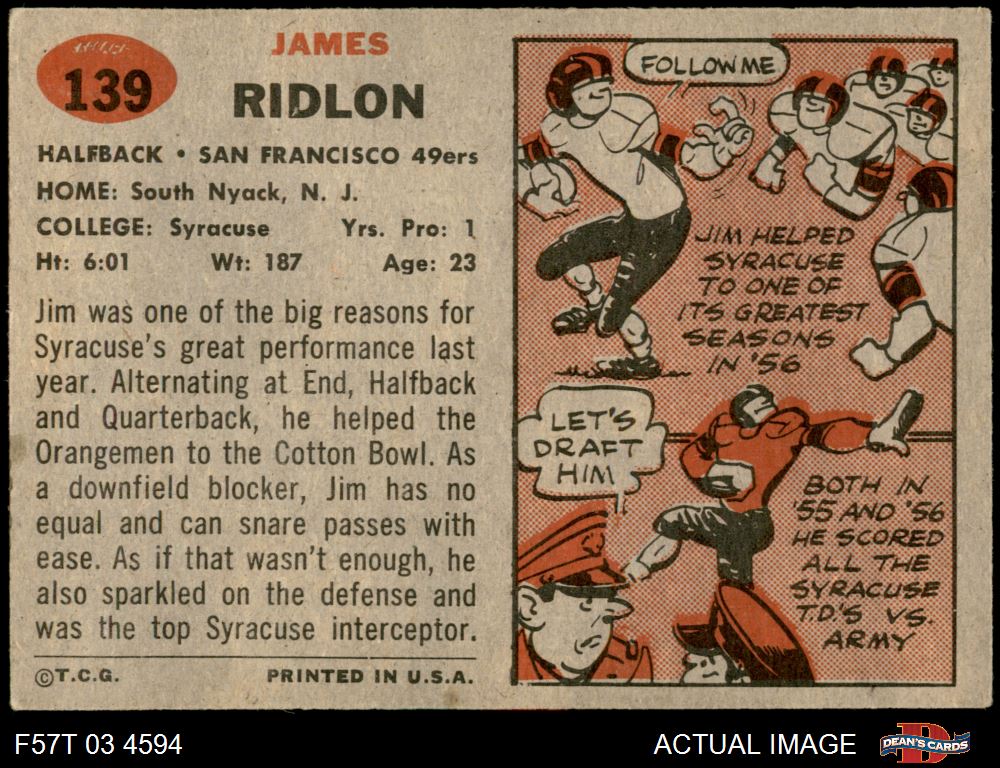 139
JAMES
RIDLON
HALFBACK • SAN FRANCISCO 49ers
HOME: South Nyack, N. J.
COLLEGE: Syracuse Yrs. Pro: 1
Ht: 6:01 Wt: 187 Age: 23
Jim was one of the big reasons for
Syracuse's great performance last
year. Alternating at End, Halfback
and Quarterback, he helped the
Orangemen to the Cotton Bowl. As
a downfield blocker, Jim has no
equal and can snare passes with
ease. As if that wasn't enough, he
also sparkled on the defense and
was the top Syracuse interceptor.
©T.C.G. PRINTED IN U.S.A.
FOLLOW ME
JIM HELPED
SYRACUSE
TO ONE OF
ITS GREATEST
SEASONS
IN '56
LET'S
DRAFT
HIM
BOTH IN
'55 AND '56
HE SCORED
ALL THE
SYRACUSE
T.D.'S VS.
ARMY
F57T 03 4594
ACTUAL IMAGE
DEAN'S CARDS